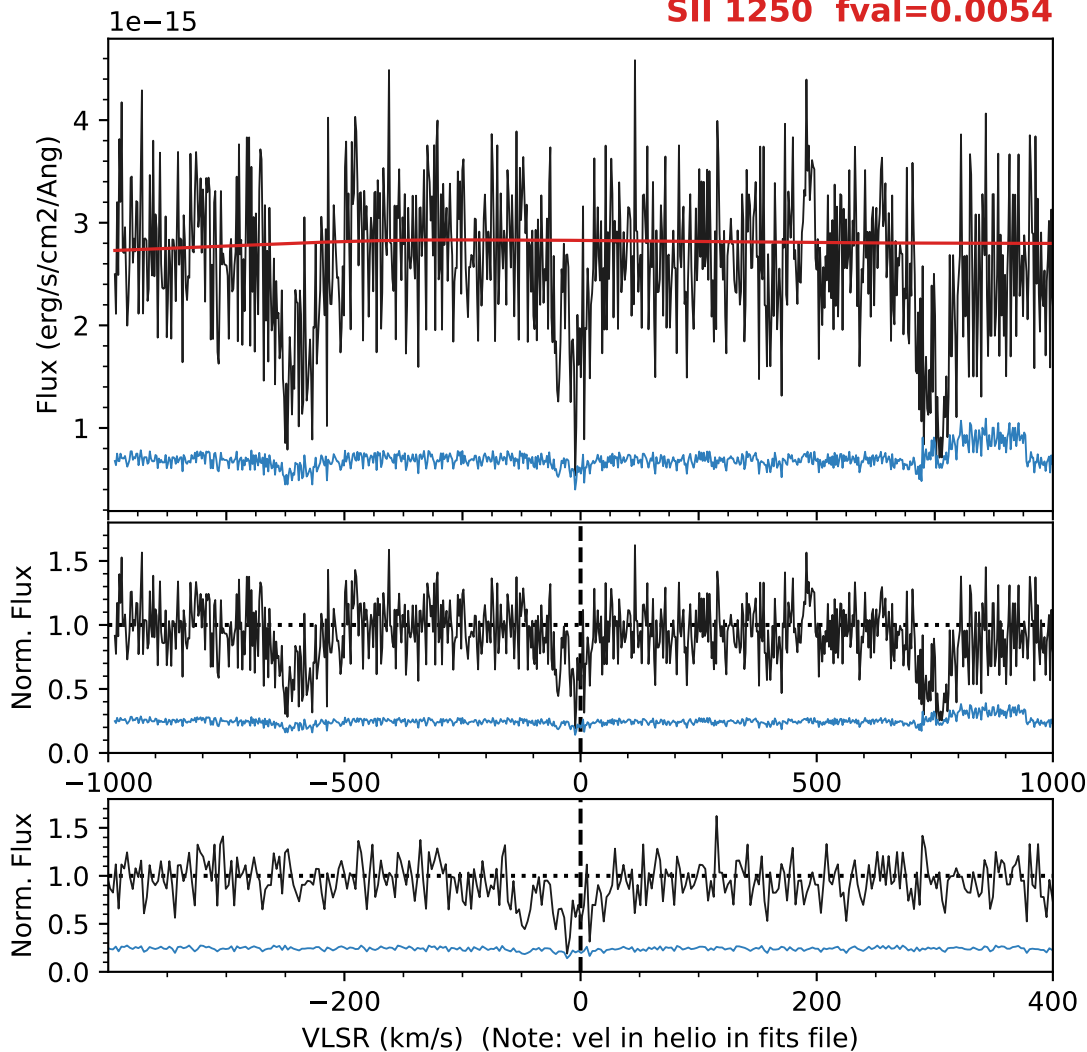 SII 1250 fval=0.0054
1e−15
4
3
2
1
Flux (erg/s/cm2/Ang)
1.5
1.0
0.5
0.0
Norm. Flux
−1000 −500 0 500 1000
1.5
1.0
0.5
0.0
Norm. Flux
−200 0 200 400
VLSR (km/s) (Note: vel in helio in fits file)